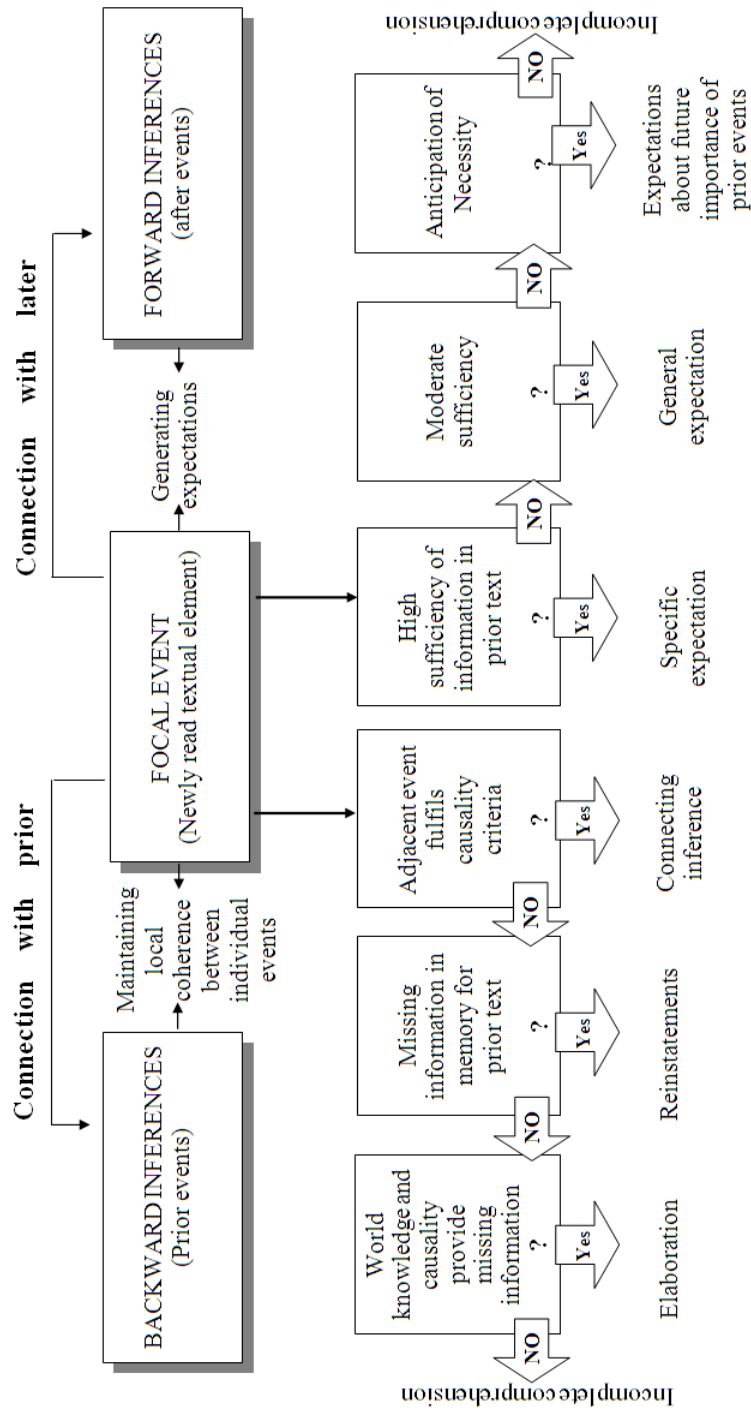 Connection with prior
Connection with later
BACKWARD INFERENCES
(Prior events)
Maintaining
local
coherence
between
individual
events
FOCAL EVENT
(Newly read textual element)
Generating
expectations
FORWARD INFERENCES
(after events)
World
knowledge and
causality
provide
missing
information
?
Missing
information in
memory for
prior text
?
Adjacent event
fulfils
causality
criteria
?
High
sufficiency of
information in
prior text
?
Moderate
sufficiency
?
Anticipation of
Necessity
?
Incomplete comprehension
NO
NO
NO
NO
NO
NO
Incomplete comprehension
Yes
Yes
Yes
Yes
Yes
Yes
Elaboration
Reinstatements
Connecting
inference
Specific
expectation
General
expectation
Expectations
about future
importance of
prior events